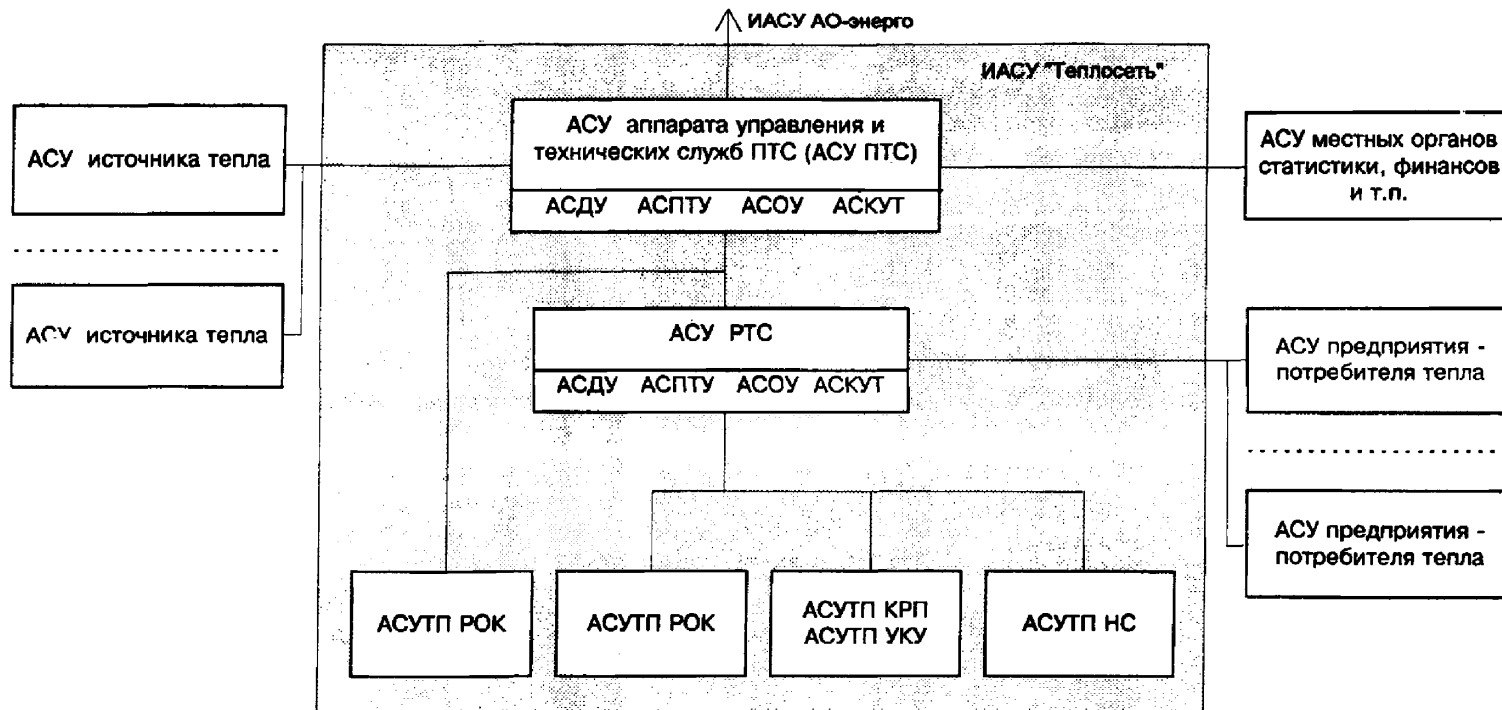 ИАСУ АО-энерго
ИАСУ "Теплосеть"
АСУ источника тепла
АСУ аппарата управления и
технических служб ПТС (АСУ ПТС)
АСДУ АСПТУ АСОУ АСКУТ
АСУ местных органов
статистики, финансов
и т.п.
АСУ источника тепла
АСУ РТС
АСДУ АСПТУ АСОУ АСКУТ
АСУ предприятия -
потребителя тепла
АСУ предприятия -
потребителя тепла
АСУТП РОК
АСУТП РОК
АСУТП КРП
АСУТП УКУ
АСУТП НС